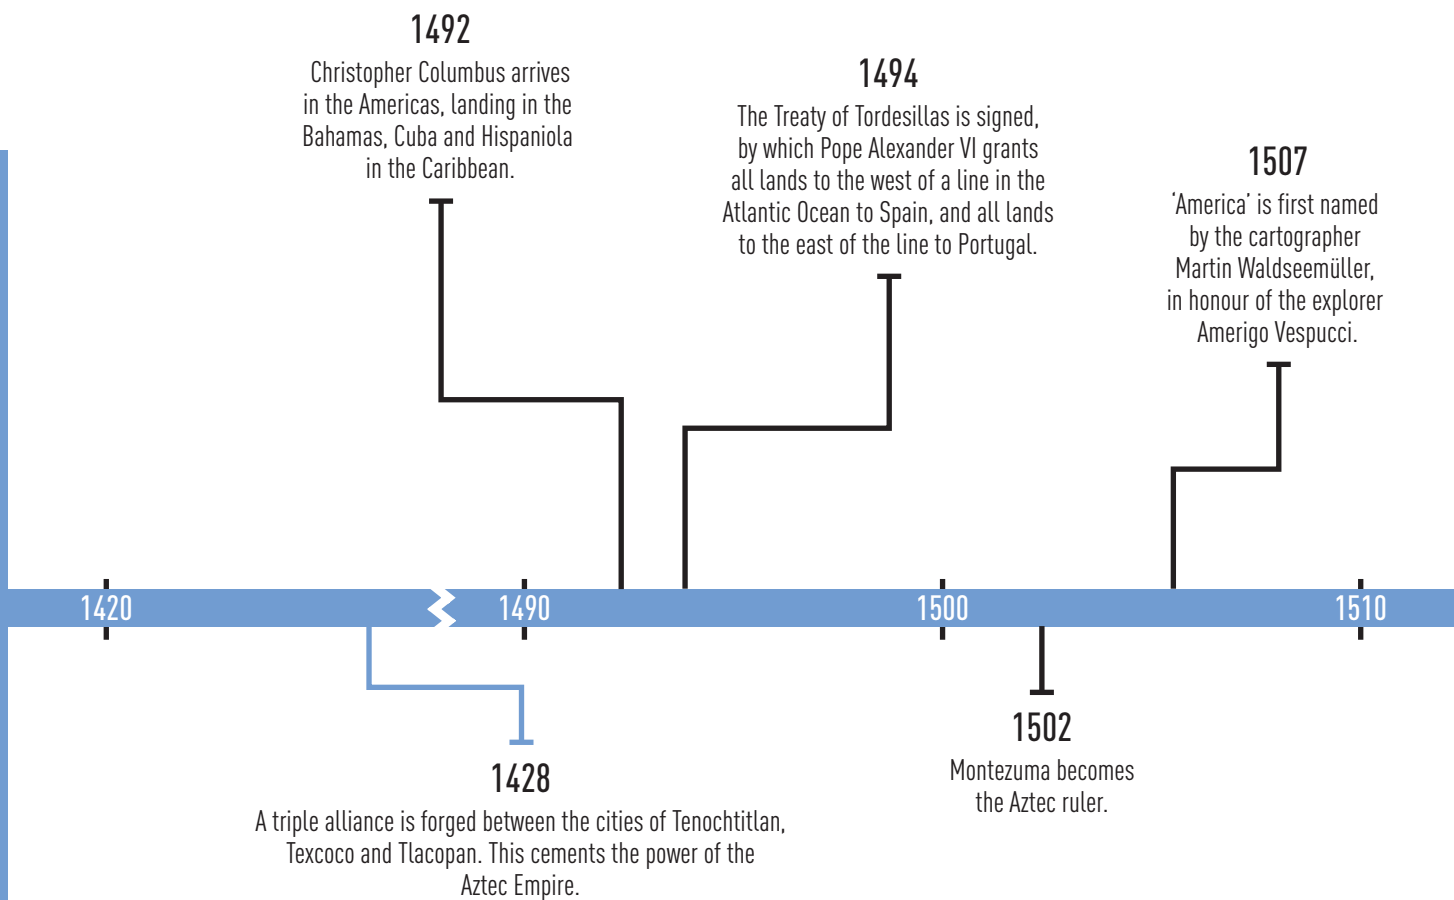 1492
Christopher Columbus arrives
in the Americas, landing in the
Bahamas, Cuba and Hispaniola
in the Caribbean.
1494
The Treaty of Tordesillas is signed,
by which Pope Alexander VI grants
all lands to the west of a line in the
Atlantic Ocean to Spain, and all lands
to the east of the line to Portugal.
1507
‘America’ is first named
by the cartographer
Martin Waldseemüller,
in honour of the explorer
Amerigo Vespucci.
1420
1490
1500
1510
1428
A triple alliance is forged between the cities of Tenochtitlan,
Texcoco and Tlacopan. This cements the power of the
Aztec Empire.
1502
Montezuma becomes
the Aztec ruler.